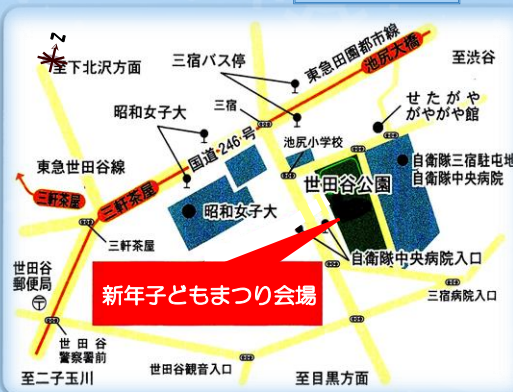 Z
至下北沢方面
三宿バス停
東急田園都市線
池尻大橋
至渋谷
昭和女子大
三宿
せたがや
がやがや館
国道246号
池尻小学校
東急世田谷線
三軒茶屋
三軒茶屋
世田谷公園
自衛隊三宿駐屯地
自衛隊中央病院
昭和女子大
三軒茶屋
自衛隊中央病院入口
世田谷
郵便局
〒
新年子どもまつり会場
三宿病院入口
世田谷
警察署前
世田谷観音入口
至二子玉川
至目黒方面